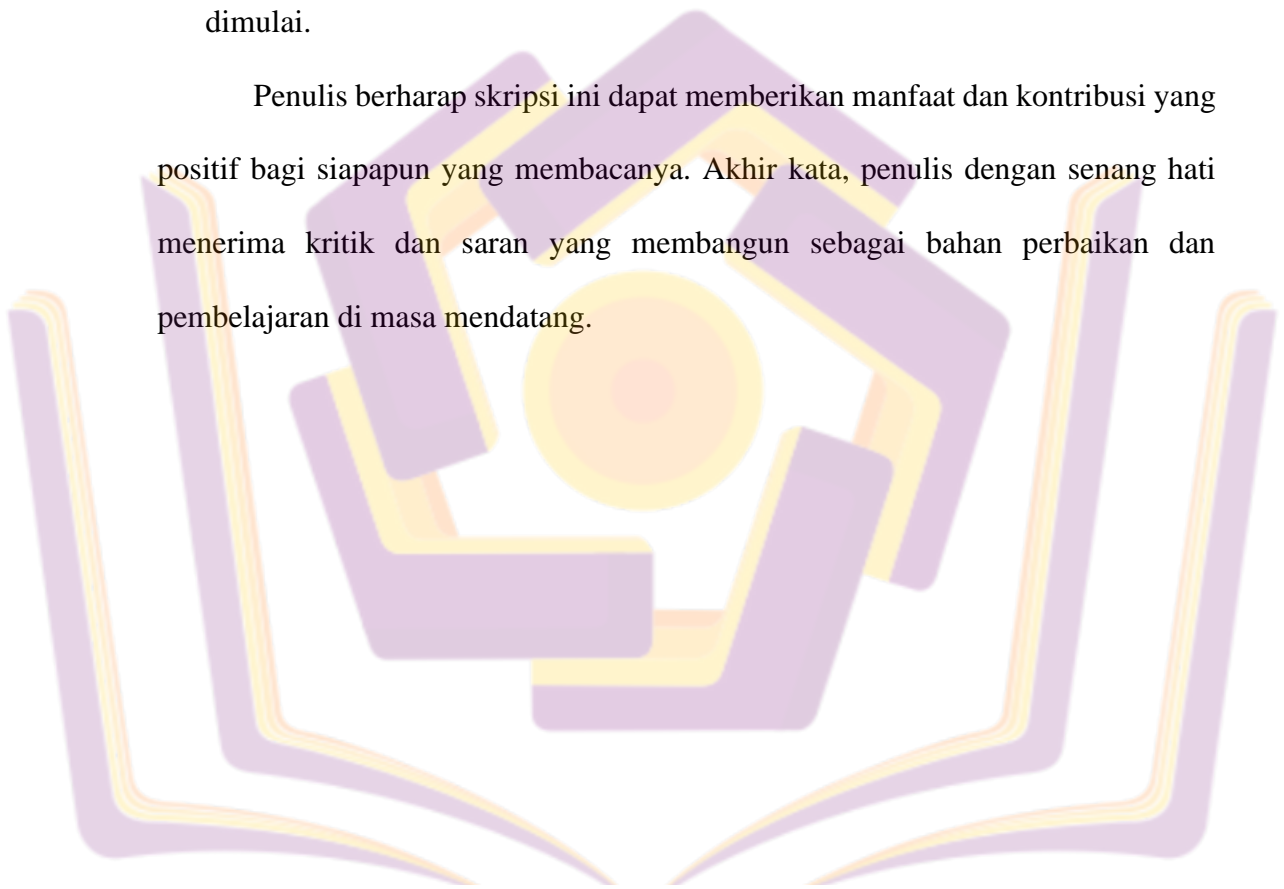 dimulai.
Penulis berharap skripsi ini dapat memberikan manfaat dan kontribusi yang
positif bagi siapapun yang membacanya. Akhir kata, penulis dengan senang hati
menerima kritik dan saran yang membangun sebagai bahan perbaikan dan
pembelajaran di masa mendatang.